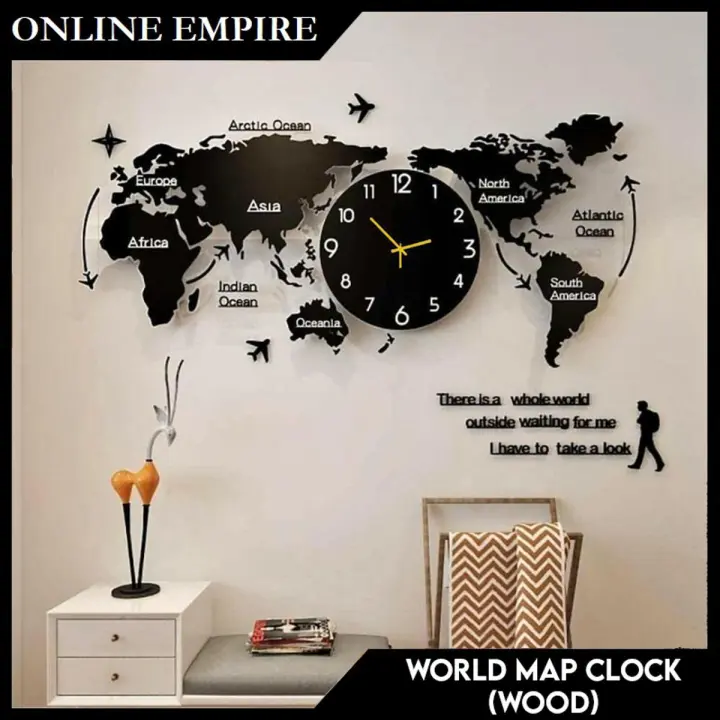 ONLINE EMPIRE
Arctic Ocean
Europe
Asia
Africa
Indian
Ocean
Oceania
12
11
1
10
2
9
3
8
4
7
5
6
North
America
Atlantic
Ocean
South
America
There is a whole world
outside waiting for me
I have to take a look
WORLD MAP CLOCK
(WOOD)